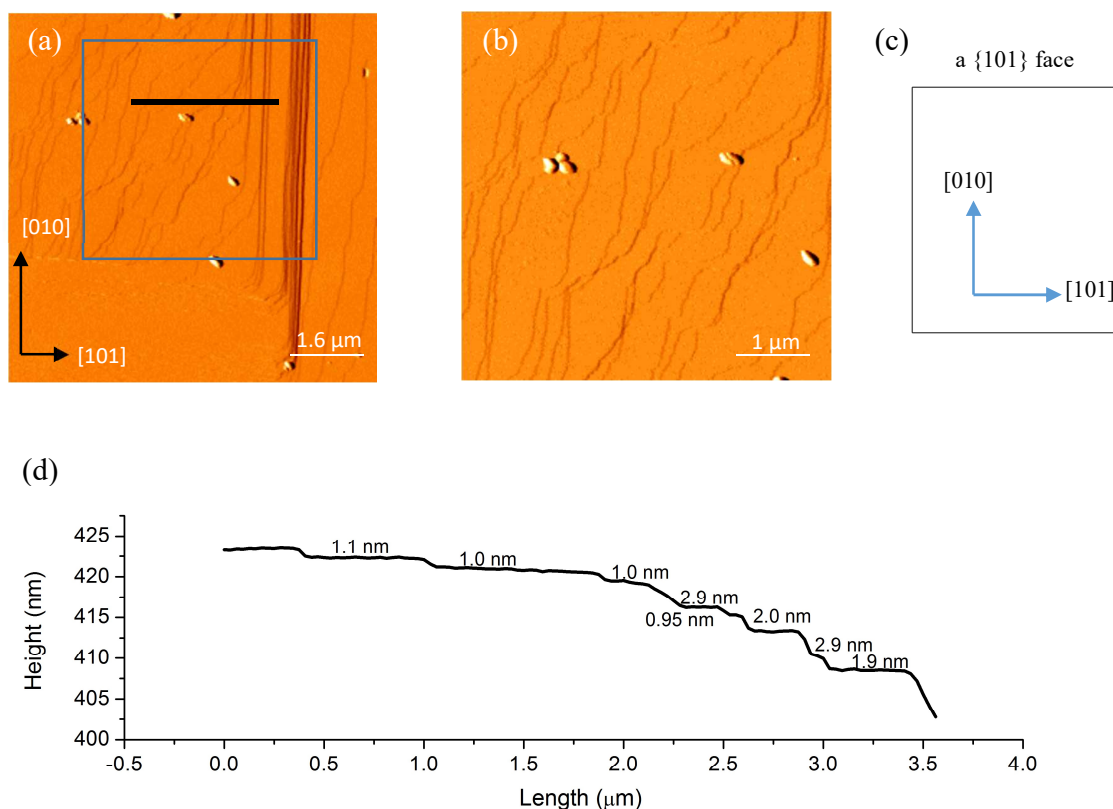 (a)
[010]
[101]
1.6 μm
(b)
1 μm
(c)
a {101} face
[010]
[101]
(d)
Height (nm)
425
420
415
410
405
400
1.1 nm
1.0 nm
1.0 nm
2.9 nm
0.95 nm
2.0 nm
2.9 nm
1.9 nm
-0.5 0.0 0.5 1.0 1.5 2.0 2.5 3.0 3.5 4.0
Length (μm)